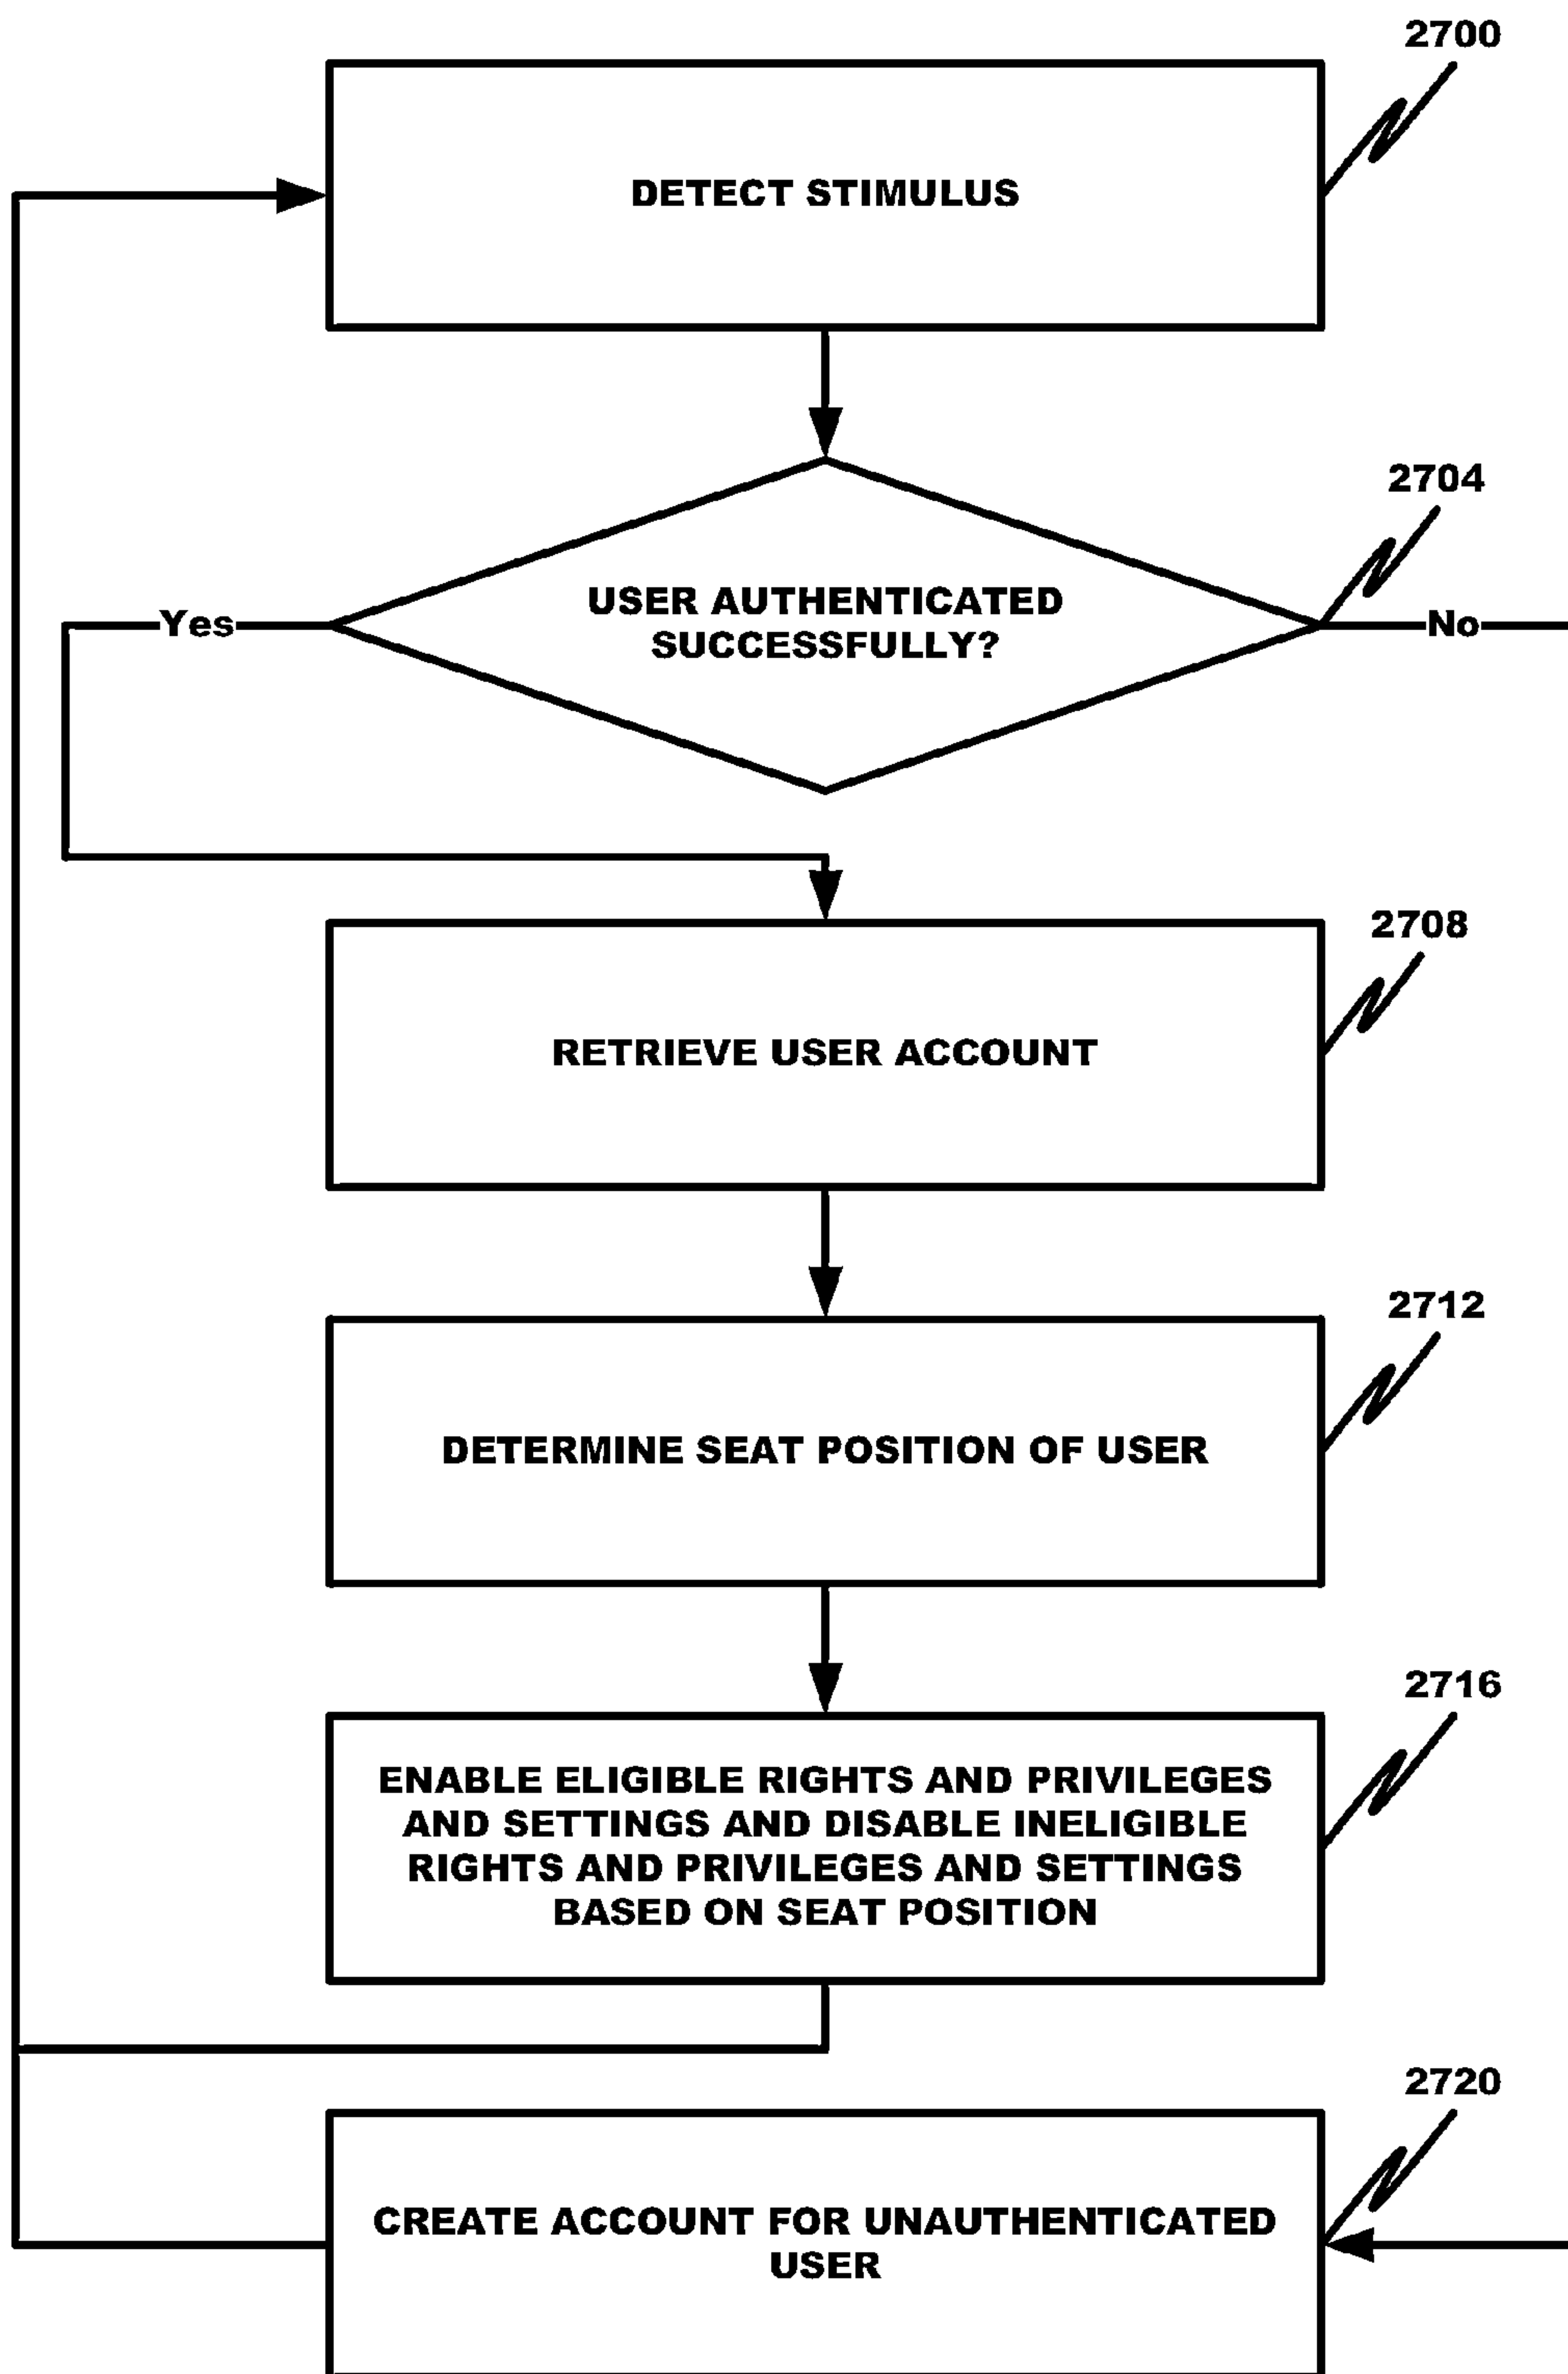 2700
DETECT STIMULUS
2704
USER AUTHENTICATED
SUCCESSFULLY?
Yes
No
2708
RETRIEVE USER ACCOUNT
2712
DETERMINE SEAT POSITION OF USER
2716
ENABLE ELIGIBLE RIGHTS AND PRIVILEGES
AND SETTINGS AND DISABLE INELIGIBLE
RIGHTS AND PRIVILEGES AND SETTINGS
BASED ON SEAT POSITION
2720
CREATE ACCOUNT FOR UNAUTHENTICATED
USER